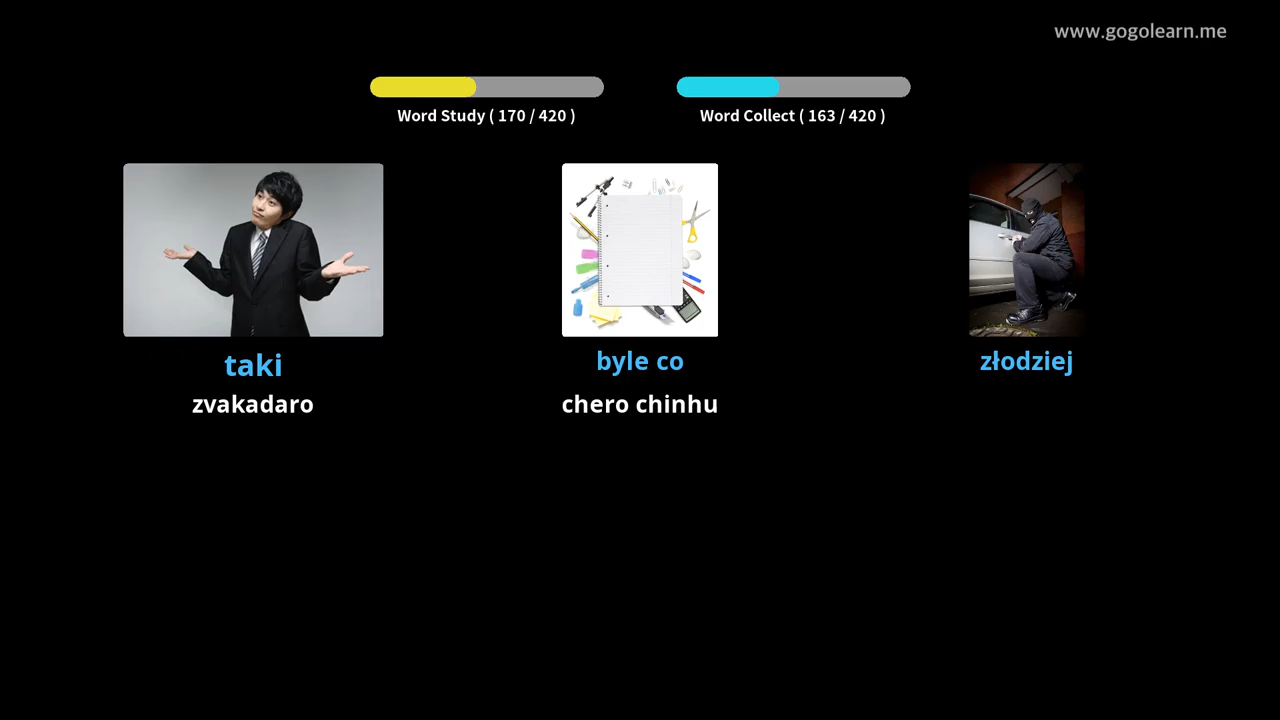 www.gogolearn.me
Word Study ( 170 / 420 )
Word Collect ( 163 / 420 )
taki
zvakadaro
byle co
chero chinhu
złodziej